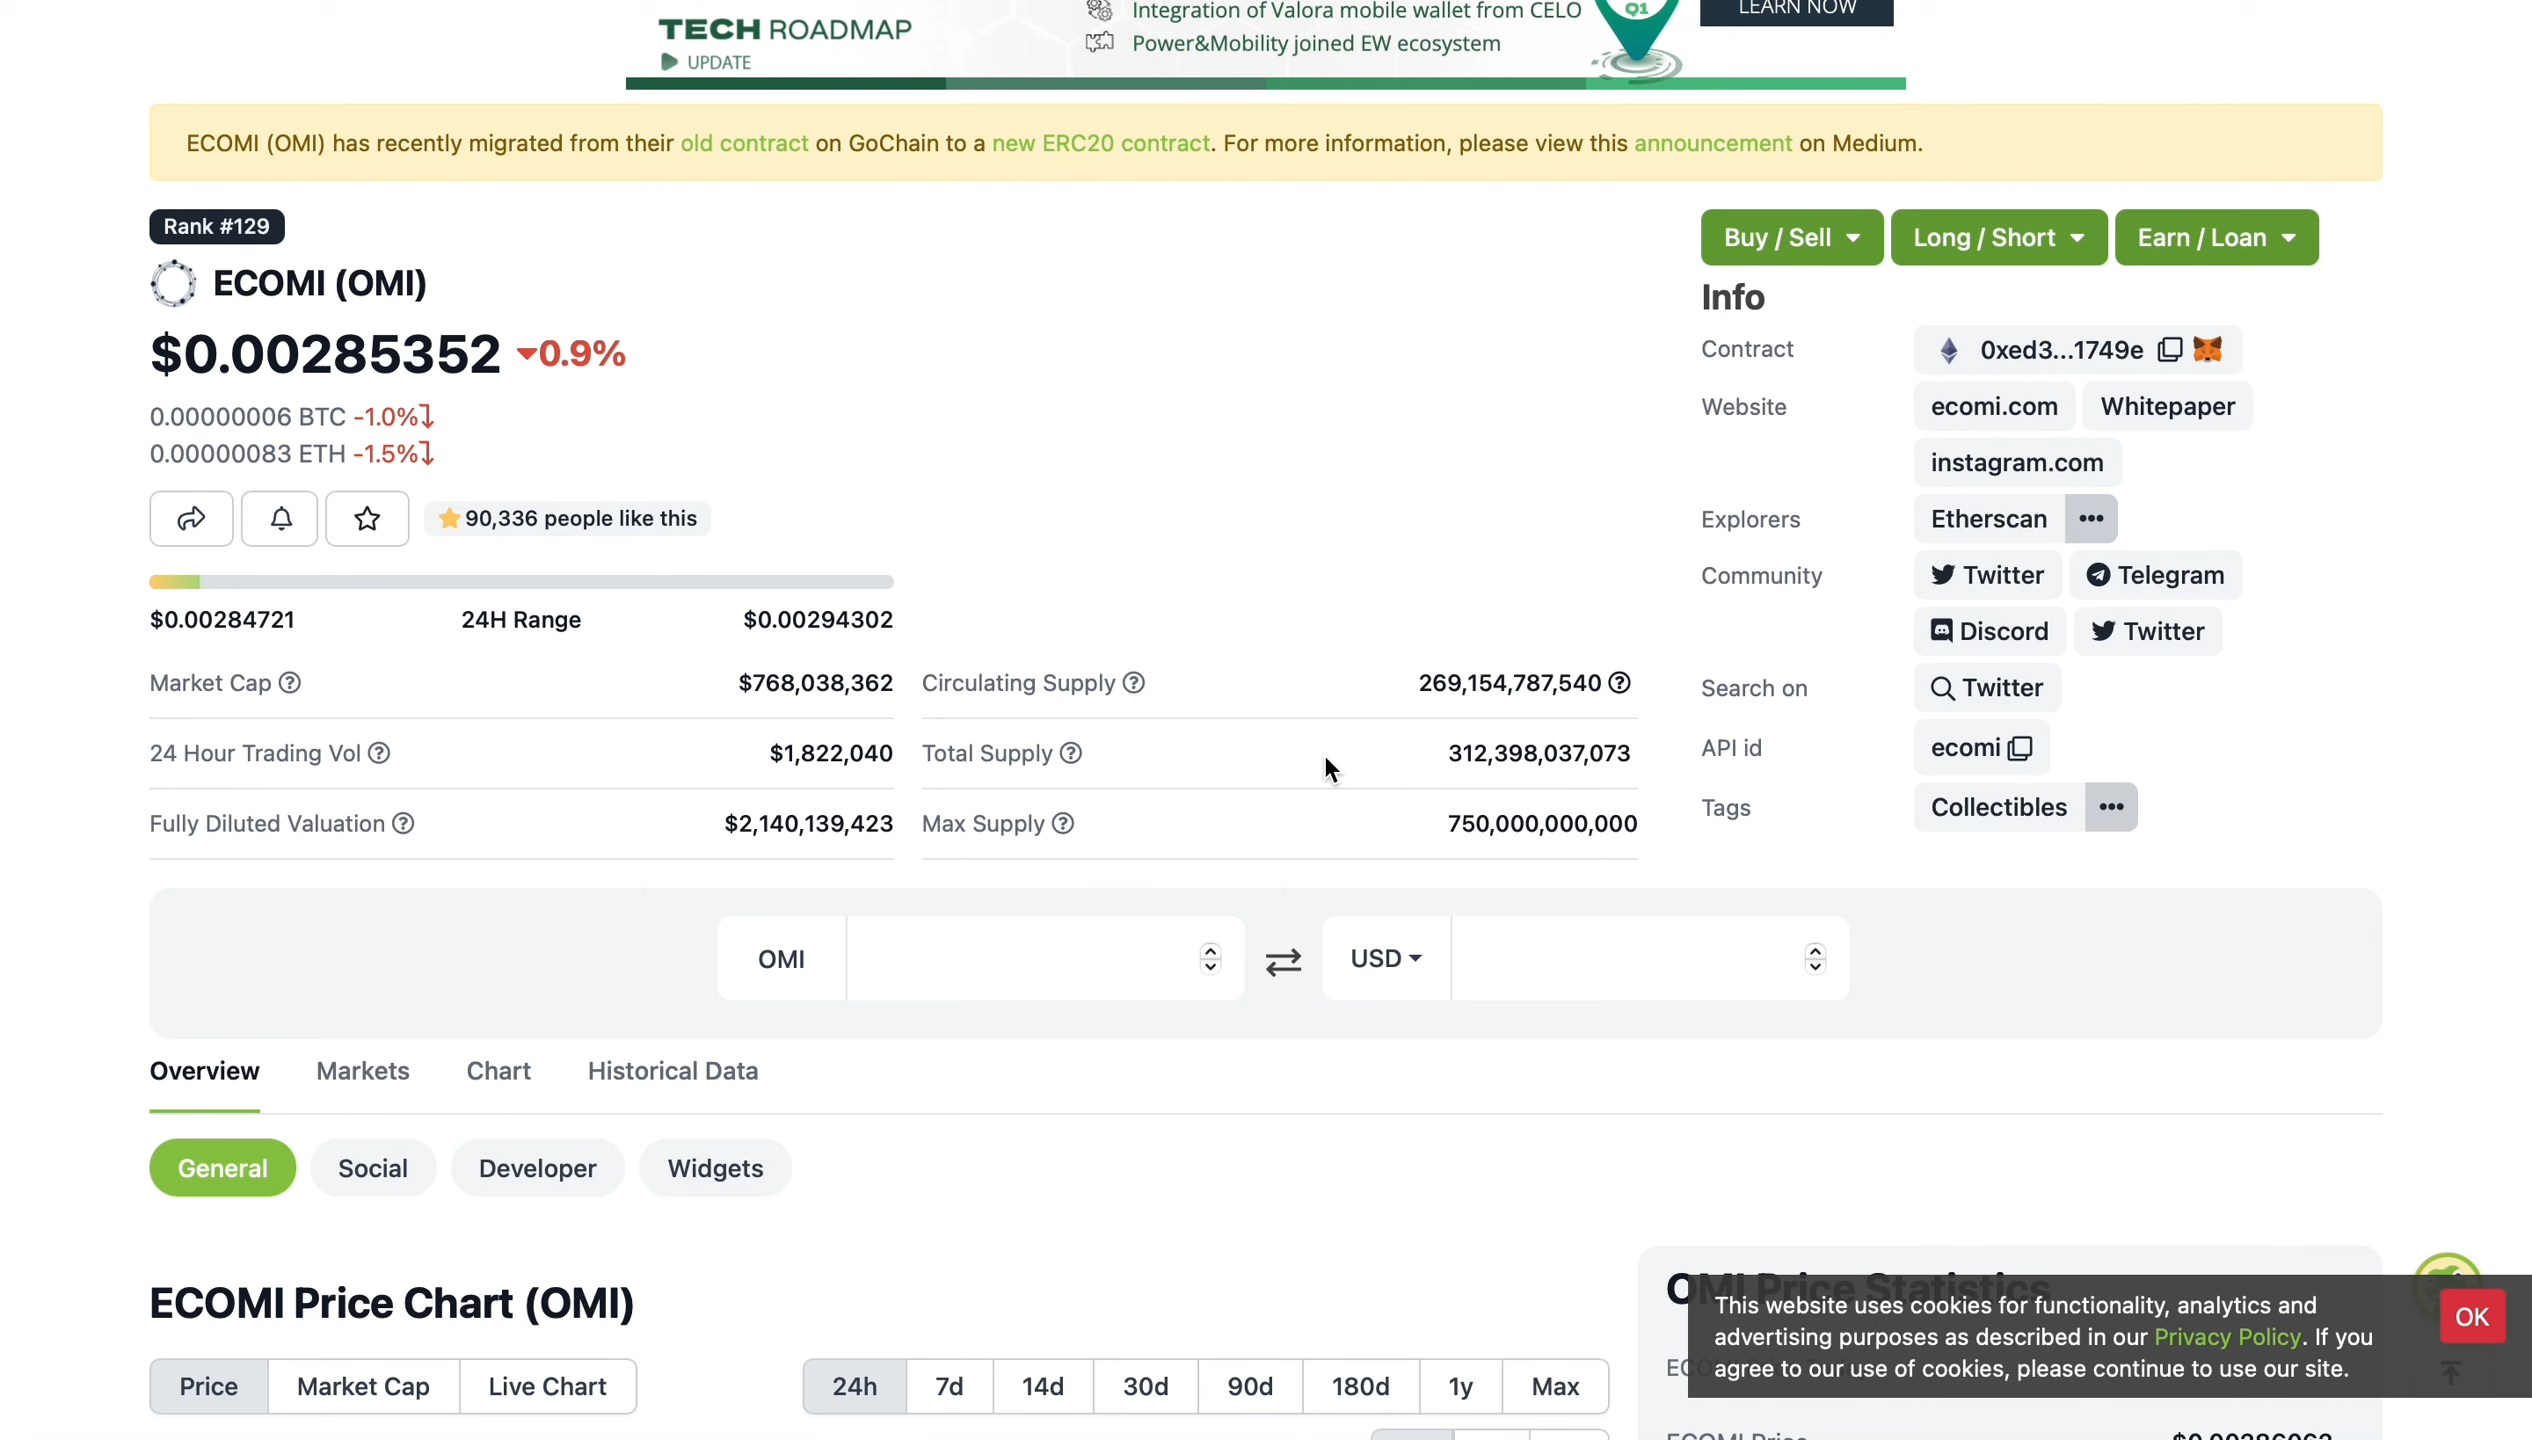 TECH ROADMAP
UPDATE
Integration of Valora mobile wallet from CELO
Power&Mobility joined EW ecosystem
Q1
LEARN NOW
ECOMI (OMI) has recently migrated from their old contract on GoChain to a new ERC20 contract. For more information, please view this announcement on Medium.
Rank #129
ECOMI (OMI)
$0.00285352 0.9%
0.00000006 BTC -1.0%
0.00000083 ETH -1.5%
90,336 people like this
$0.00284721 24H Range $0.00294302
Market Cap $768,038,362
24 Hour Trading Vol $1,822,040
Fully Diluted Valuation $2,140,139,423
Circulating Supply 269,154,787,540
Total Supply 312,398,037,073
Max Supply 750,000,000,000
Buy / Sell Long / Short Earn / Loan
Info
Contract 0xed3...1749e
Website ecomi.com Whitepaper
instagram.com
Explorers Etherscan
Community Twitter Telegram
Discord Twitter
Search on Twitter
API id ecomi
Tags Collectibles
OMI USD
Overview Markets Chart Historical Data
General Social Developer Widgets
ECOMI Price Chart (OMI)
Price Market Cap Live Chart
24h 7d 14d 30d 90d 180d 1y Max
OMI Price Statistics
This website uses cookies for functionality, analytics and
advertising purposes as described in our Privacy Policy. If you
agree to our use of cookies, please continue to use our site.
OK